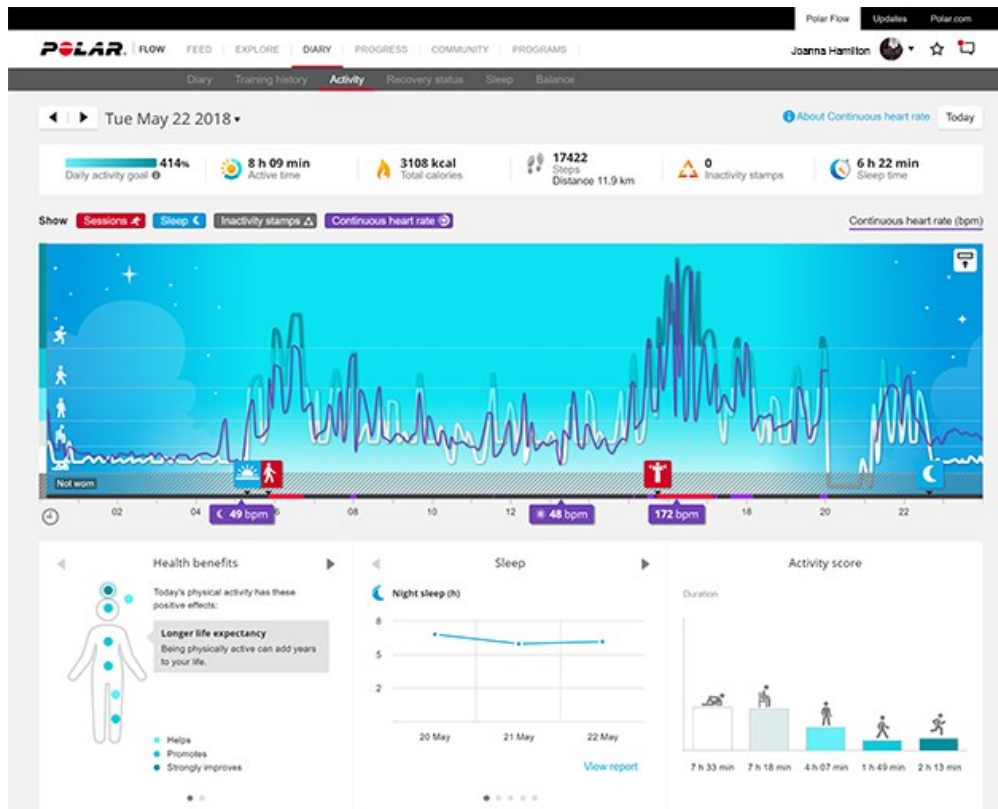 Polar Flow Updates Polar.com
POLAR. FLOW FEED EXPLORE DIARY PROGRESS COMMUNITY PROGRAMS Joanna Hamilton
Diary Training history Activity Recovery status Sleep Balance
Tue May 22 2018 About Continuous heart rate Today
414%
Daily activity goal
8 h 09 min
Active time
3108 kcal
Total calories
17422
Steps
Distance 11.9 km
0
Inactivity stamps
6 h 22 min
Sleep time
Show Sessions Sleep Inactivity stamps Continuous heart rate Continuous heart rate (bpm)
Not worn
02 04 6 08 10 12 18 20 22
49 bpm 48 bpm 172 bpm
Health benefits
Today's physical activity has these
positive effects:
Longer life expectancy
Being physically active can add years
to your life.
Helps
Promotes
Strongly improves
Sleep
Night sleep (h)
8
5
2
20 May 21 May 22 May
View report
Activity score
Duration
7 h 33 min 7 h 18 min 4 h 07 min 1 h 49 min 2 h 13 min